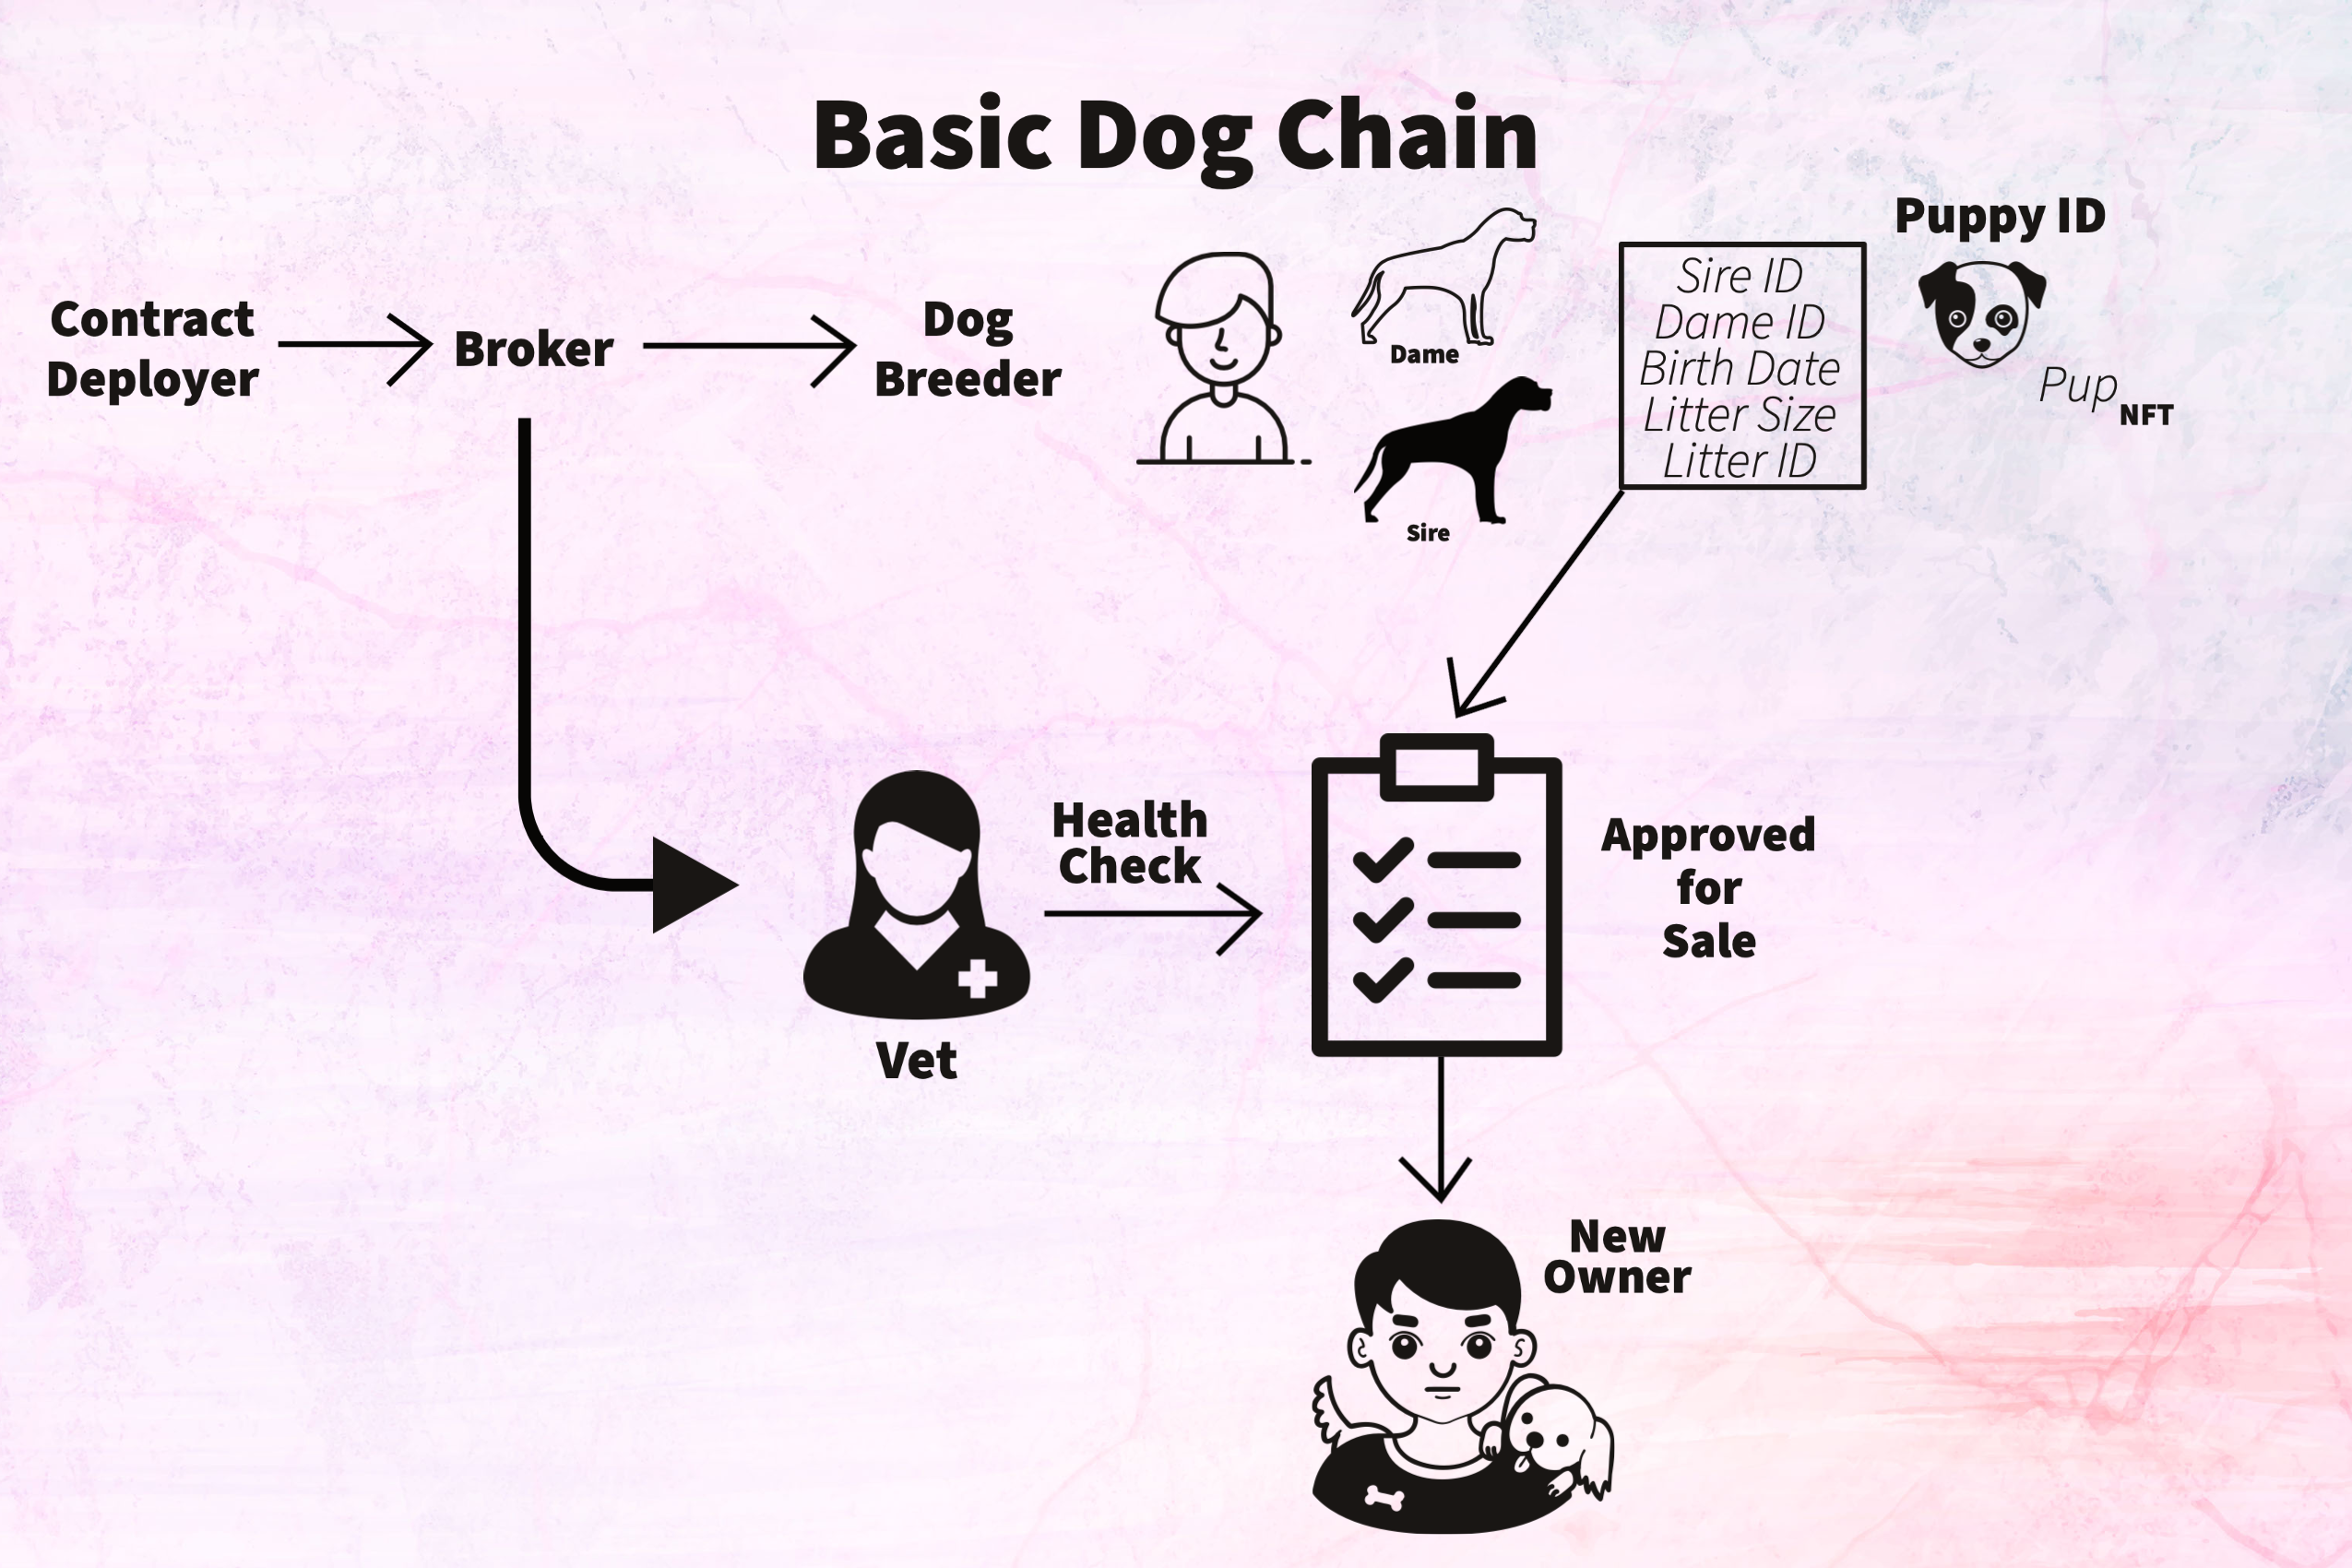 Basic Dog Chain
Contract
Deployer
Broker
Dog
Breeder
Dame
Sire
Sire ID
Dame ID
Birth Date
Litter Size
Litter ID
Puppy ID
Pup
NFT
Vet
Health
Check
Approved
for
Sale
New
Owner